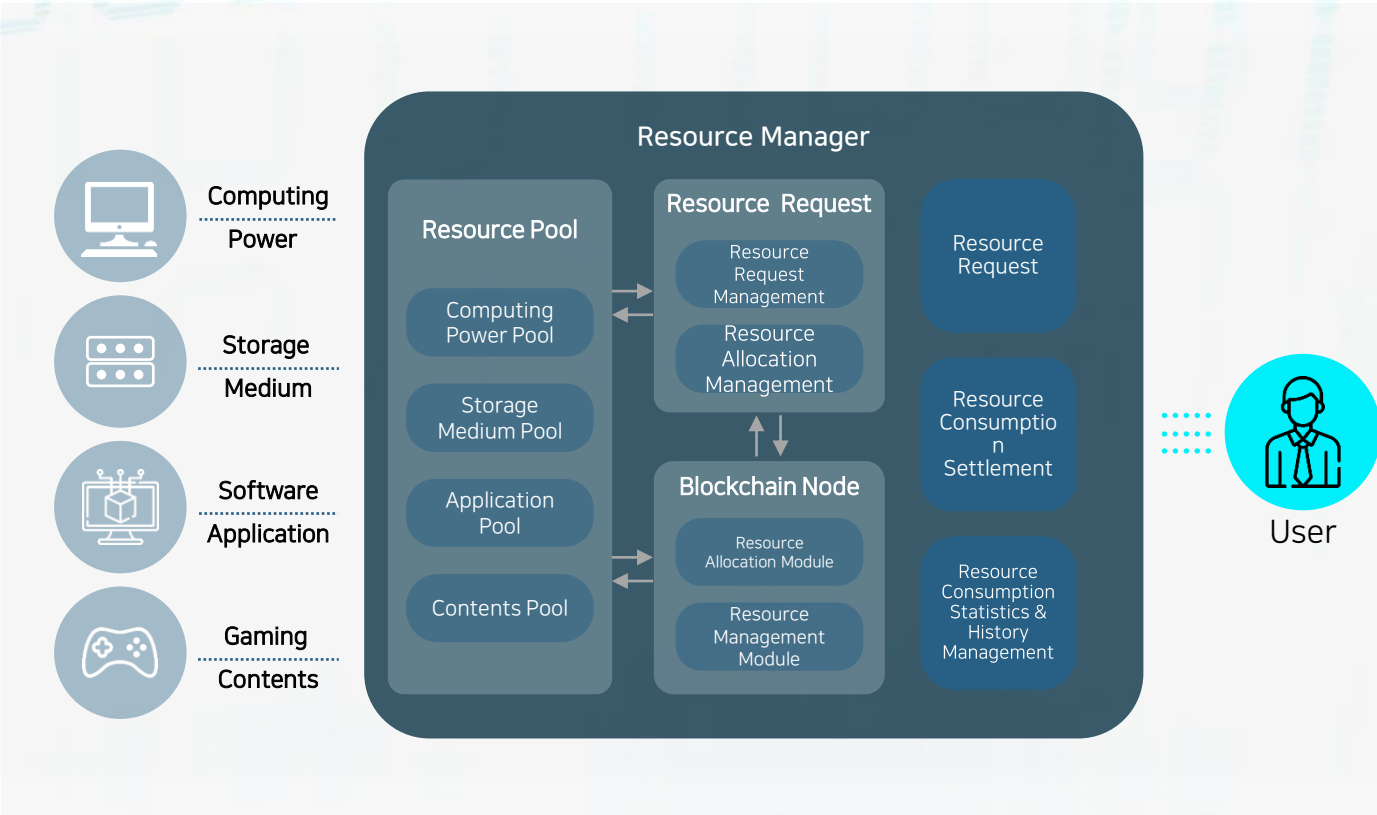 Resource Manager
Computing
Power
Storage
Medium
Software
Application
Gaming
Contents
Resource Pool
Computing
Power Pool
Storage
Medium Pool
Application
Pool
Contents Pool
Resource Request
Resource
Request
Management
Resource
Allocation
Management
Blockchain Node
Resource
Allocation Module
Resource
Management
Module
Resource
Request
Resource
Consumptio
n
Settlement
Resource
Consumption
Statistics &
History
Management
User